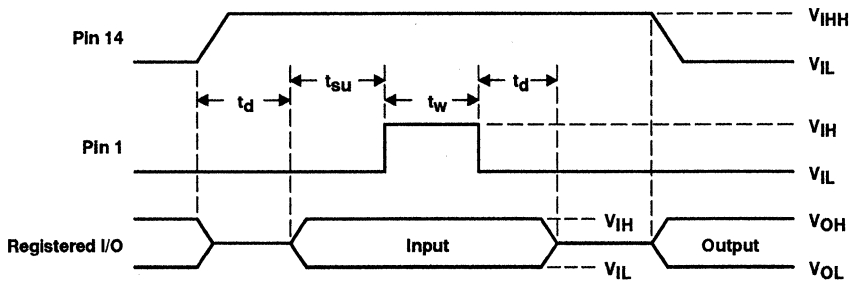 Pin 14
VIHH
VIL
td
tsu
tw
td
Pin 1
VIH
VIL
Registered I/O
Input
VIH
VIL
Output
VOH
VOL